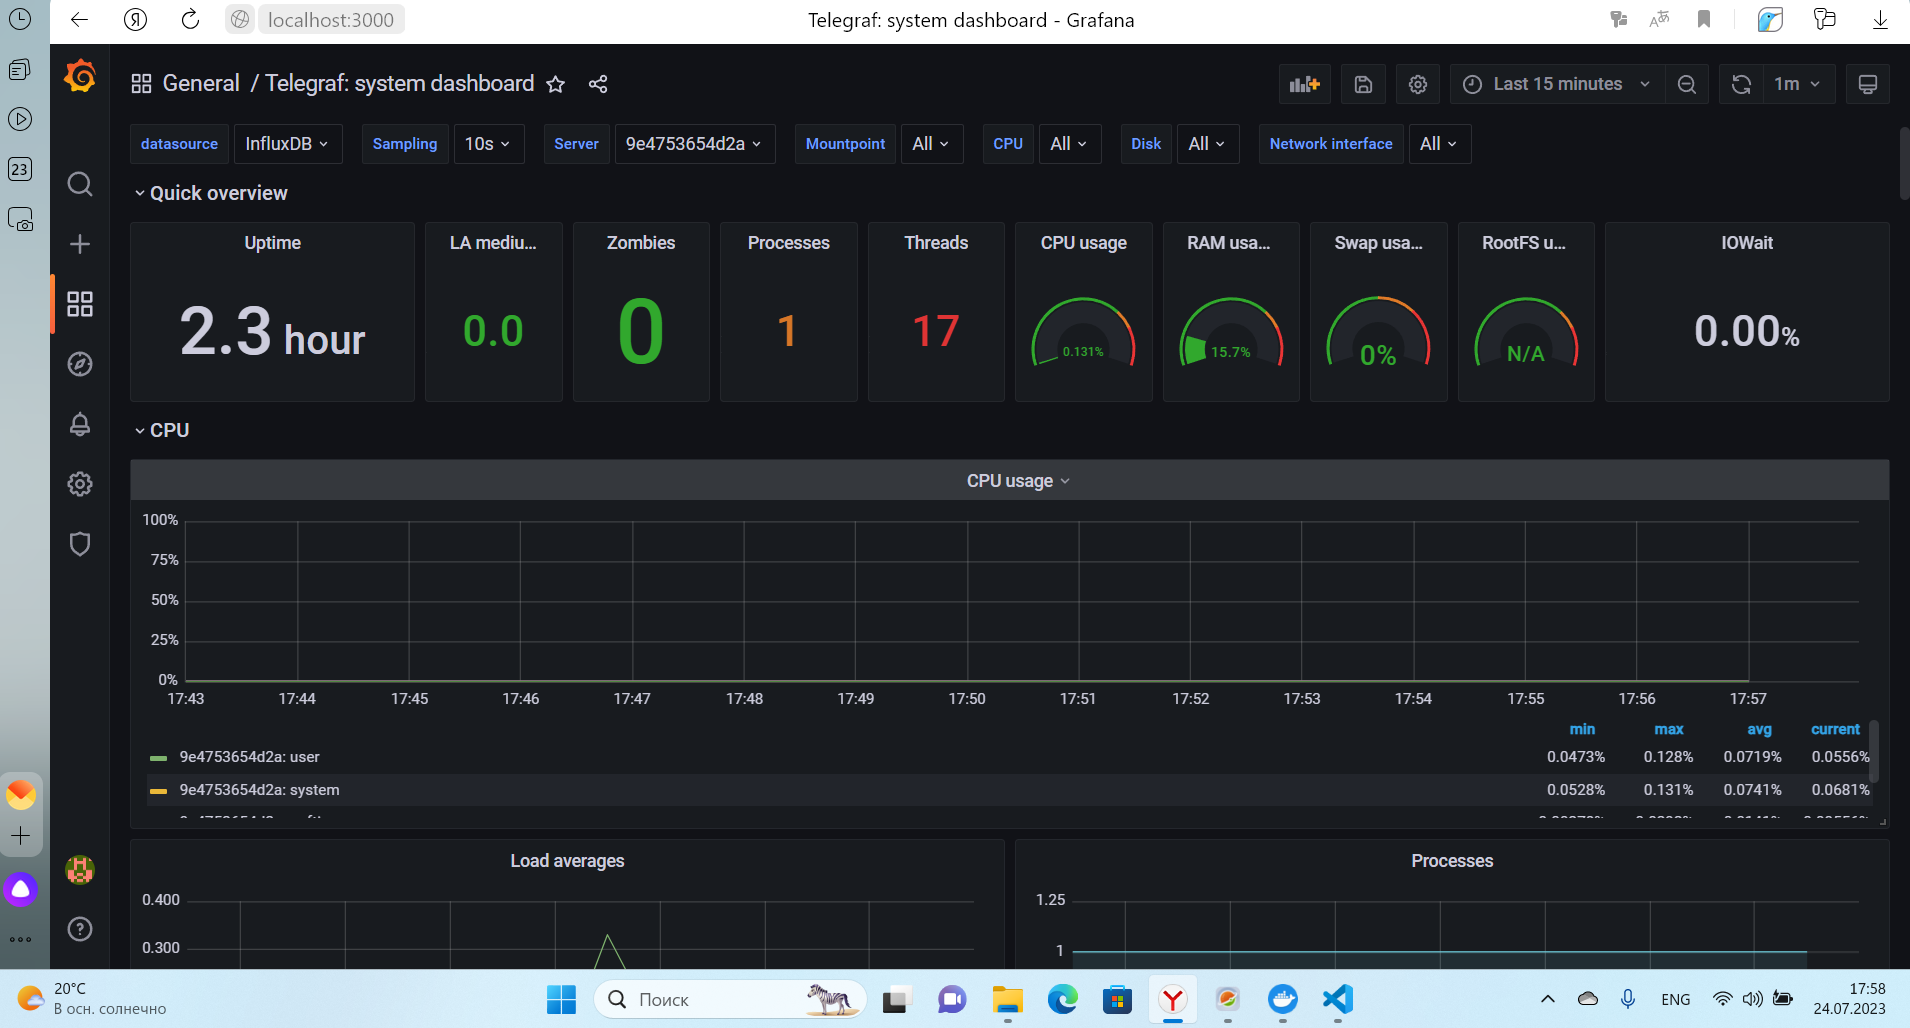 localhost:3000
Telegraf: system dashboard - Grafana
23
General / Telegraf: system dashboard
Last 15 minutes
1m
datasource InfluxDB Sampling 10s Server 9e4753654d2a Mountpoint All CPU All Disk All Network interface All
Quick overview
Uptime
2.3 hour
LA mediu...
0.0
Zombies
0
Processes
1
Threads
17
CPU usage
0.131%
RAM usa...
15.7%
Swap usa...
0%
RootFS u...
N/A
IOWait
0.00%
CPU
CPU usage
100%
75%
50%
25%
0%
17:43 17:44 17:45 17:46 17:47 17:48 17:49 17:50 17:51 17:52 17:53 17:54 17:55 17:56 17:57
min max avg current
9e4753654d2a: user 0.0473% 0.128% 0.0719% 0.0556%
9e4753654d2a: system 0.0528% 0.131% 0.0741% 0.0681%
Load averages
0.400
0.300
Processes
1.25
1
20°C
В осн. солнечно
Поиск
ENG
17:58
24.07.2023